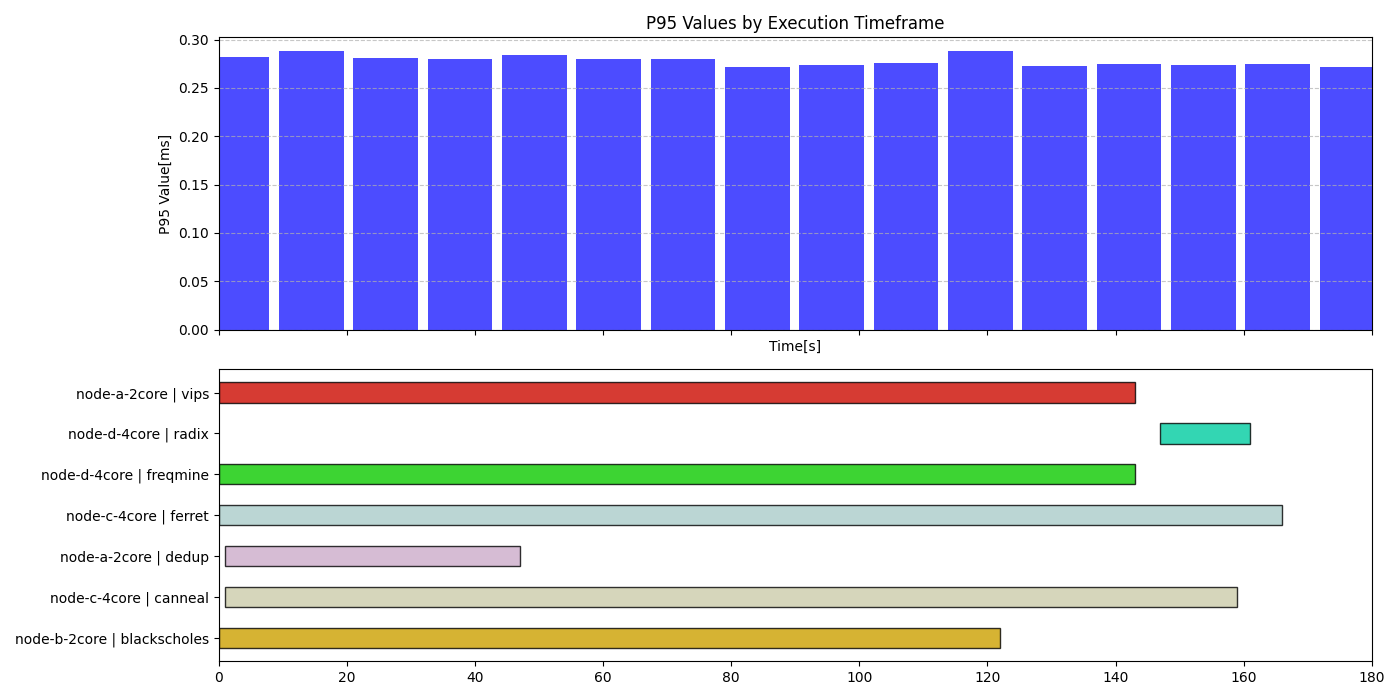 P95 Values by Execution Timeframe
0.30
0.25
0.20
0.15
0.10
0.05
0.00
P95 Value[ms]
Time[s]
node-a-2core | vips
node-d-4core | radix
node-d-4core | freqmine
node-c-4core | ferret
node-a-2core | dedup
node-c-4core | canneal
node-b-2core | blackscholes
0 20 40 60 80 100 120 140 160 180